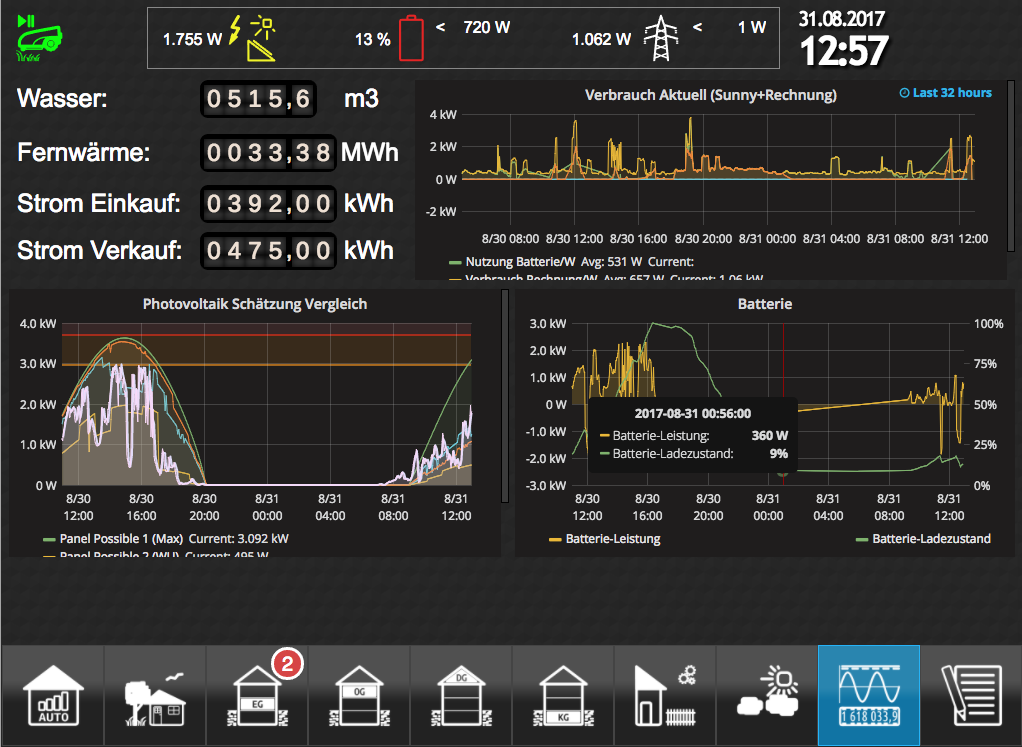 1.755 W
13 %
<
720 W
1.062 W
<
1 W
31.08.2017
12:57
Wasser: 0515,6 m3
Fernwärme: 0033,38 MWh
Strom Einkauf: 0392,00 kWh
Strom Verkauf: 0475,00 kWh
Verbrauch Aktuell (Sunny+Rechnung)
Last 32 hours
4 kW
2 kW
0 W
-2 kW
8/30 08:00 8/30 12:00 8/30 16:00 8/30 20:00 8/31 00:00 8/31 04:00 8/31 08:00 8/31 12:00
Nutzung Batterie/W Avg: 531 W Current:
Verbrauch Rechnung/W Avg: 657 W Current: 1.06 kW
Photovoltaik Schätzung Vergleich
4.0 kW
3.0 kW
2.0 kW
1.0 kW
0 W
8/30 8/30 8/30 8/31 8/31 8/31 8/31
12:00 16:00 20:00 00:00 04:00 08:00 12:00
Panel Possible 1 (Max) Current: 3.092 kW
Panel Possible 2 (WU) Current: 495 W
Batterie
3.0 kW
2.0 kW
1.0 kW
0 W
-1.0 kW
-2.0 kW
-3.0 kW
100%
75%
50%
25%
0%
2017-08-31 00:56:00
Batterie-Leistung: 360 W
Batterie-Ladezustand: 9%
8/30 8/30 8/30 8/31 8/31 8/31 8/31
12:00 16:00 20:00 00:00 04:00 08:00 12:00
Batterie-Leistung
Batterie-Ladezustand
AUTO
EG
2
OG
DG
KG
1 618 033,9